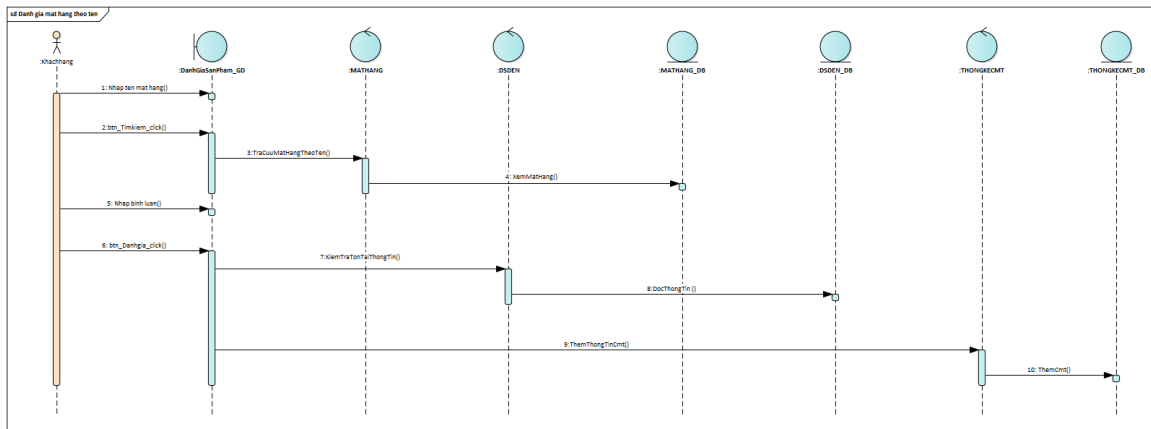 sd Danh gia mat hang theo ten
:Khachhang
:DanhGiaSanPham_GD
:MATHANG
:DSDEN
:MATHANG_DB
:DSDEN_DB
:THONGKECMT
:THONGKECMT_DB
1: Nhap ten mat hang()
2:btn_Timkiem_click()
3:TraCuuMatHangTheoTen()
4: XemMatHang()
5: Nhap binh luan()
6: btn_Danhgia_click()
7:KiemTraTonTaiThongTin()
8:DocThongTin ()
9:ThemThongTinCmt()
10: ThemCmt()